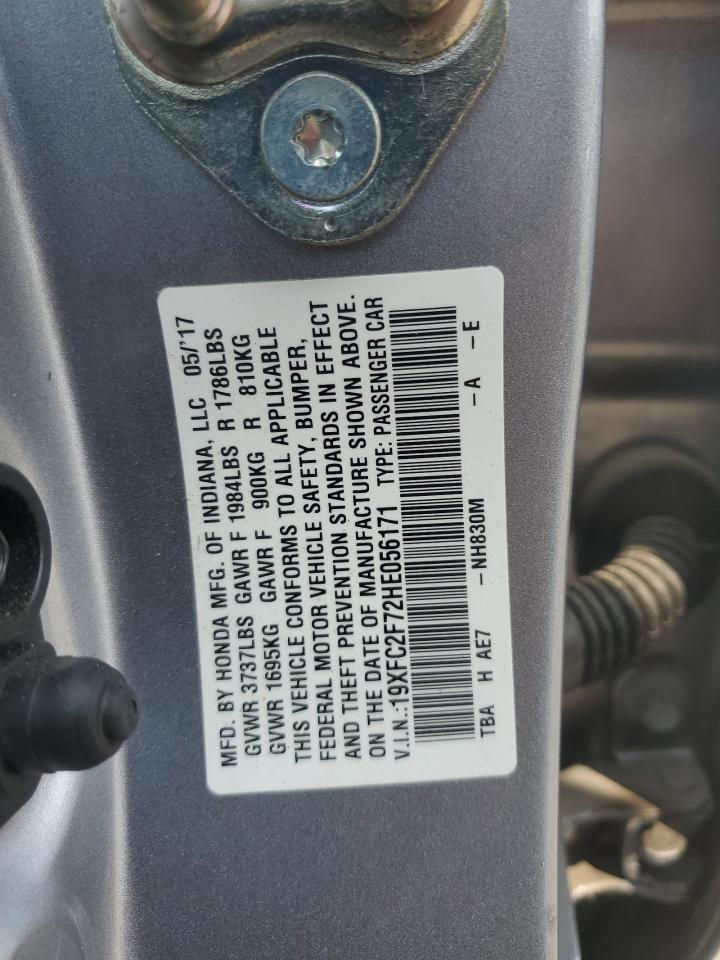 MFD. BY HONDA MFG. OF INDIANA, LLC 05/'17
GVWR 3737LBS GAWR F 1984LBS R 1786LBS
GVWR 1695KG GAWR F 900KG R 810KG
THIS VEHICLE CONFORMS TO ALL APPLICABLE
FEDERAL MOTOR VEHICLE SAFETY, BUMPER,
AND THEFT PREVENTION STANDARDS IN EFFECT
ON THE DATE OF MANUFACTURE SHOWN ABOVE.
V.I.N.:19XFC2F72HE056171 TYPE: PASSENGER CAR
TBA H AE7 – NH830M – A – E